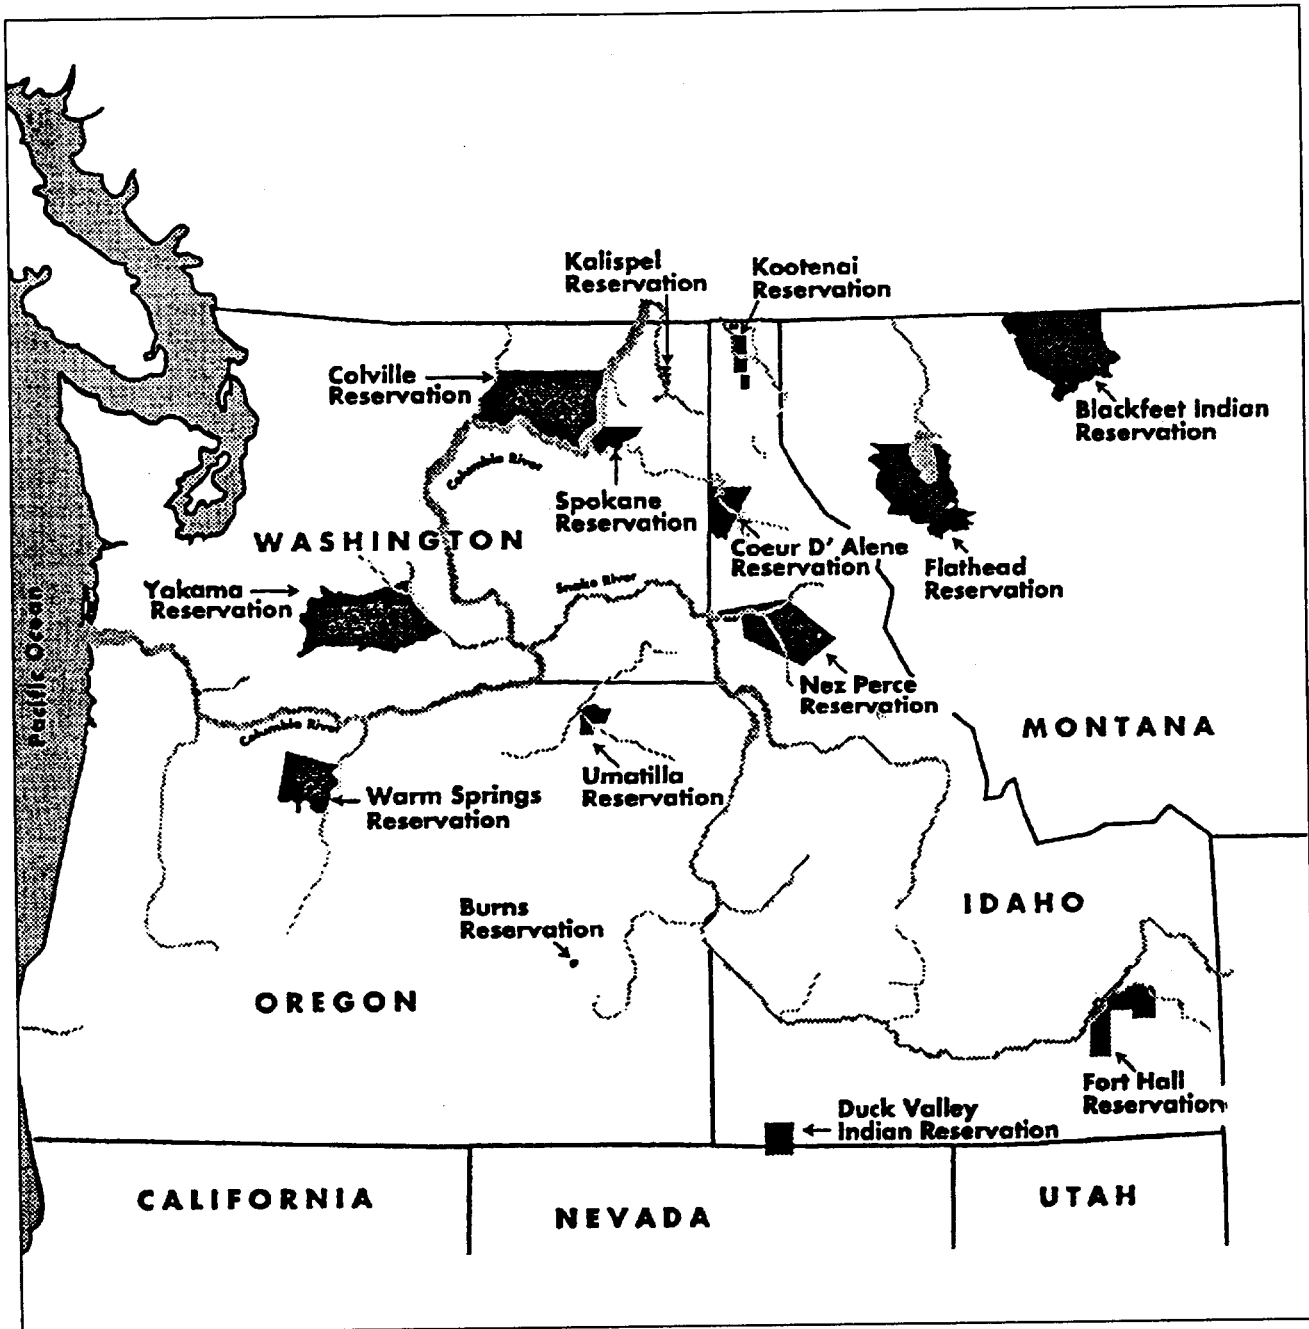 Kalispel
Reservation
Kootenai
Reservation
Colville
Reservation
Blackfeet Indian
Reservation
Columbia River
Spokane
Reservation
WASHINGTON
Coeur D' Alene
Reservation
Flathead
Reservation
Yakama
Reservation
Snake River
Pacific Ocean
Nez Perce
Reservation
MONTANA
Columbia River
Umatilla
Reservation
Warm Springs
Reservation
IDAHO
Burns
Reservation
OREGON
Fort Hall
Reservation
Duck Valley
Indian Reservation
CALIFORNIA
NEVADA
UTAH